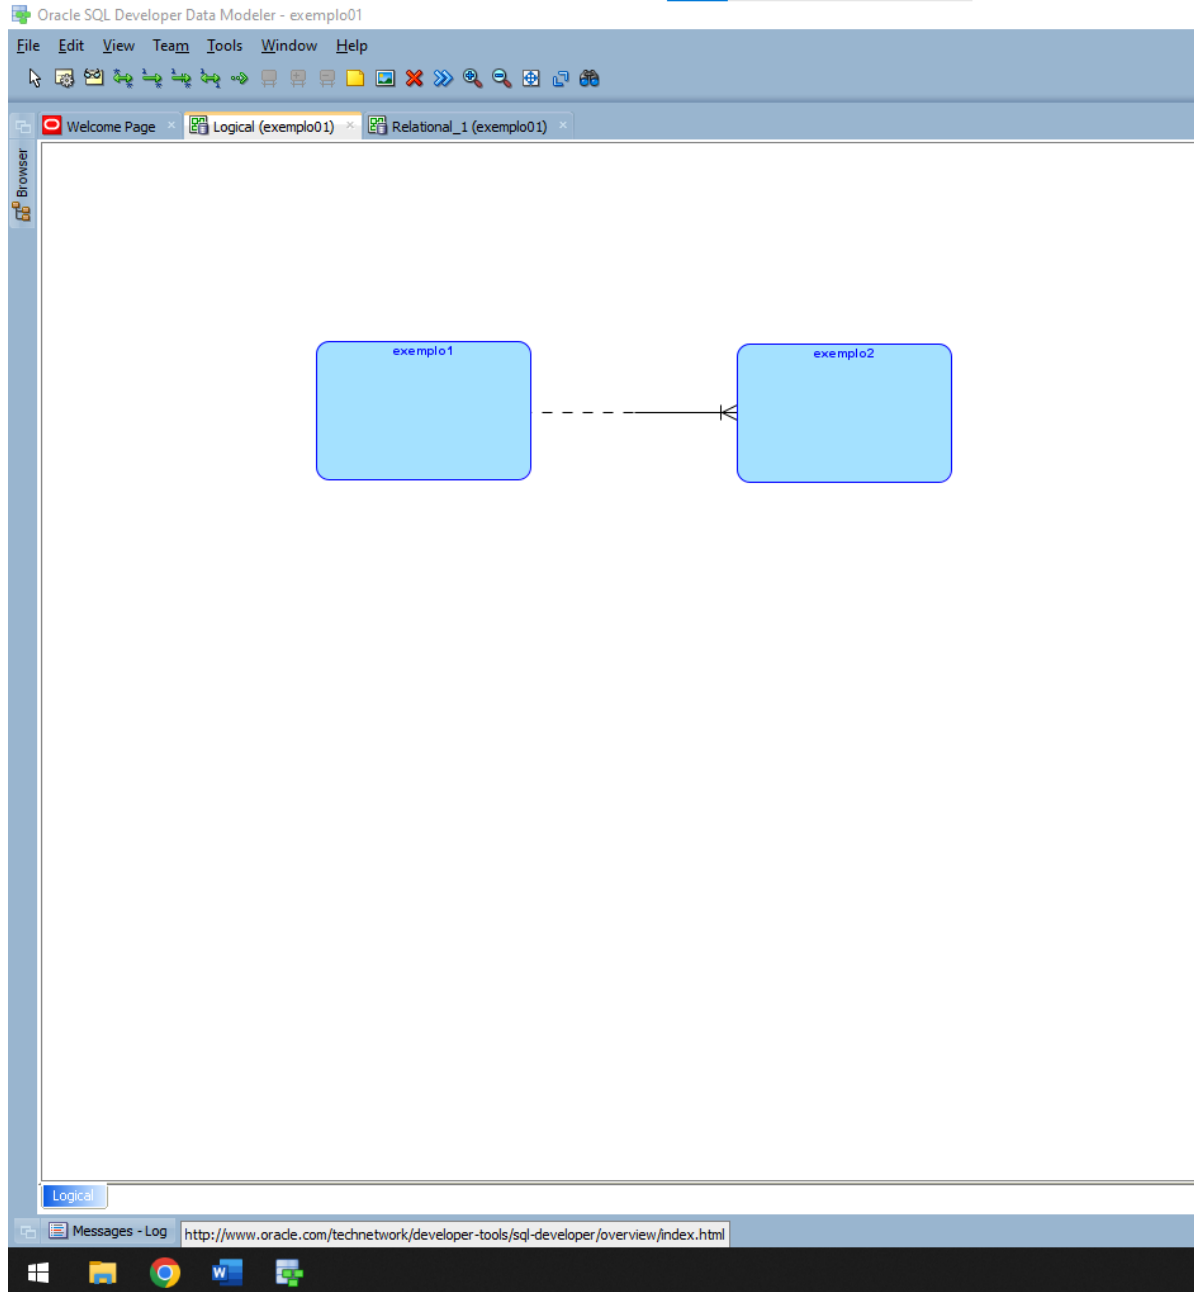 Oracle SQL Developer Data Modeler - exemplo01
File Edit View Team Tools Window Help
Welcome Page Logical (exemplo01) Relational_1 (exemplo01)
Browser
exemplo1
exemplo2
Logical
Messages - Log
http://www.oracle.com/technetwork/developer-tools/sql-developer/overview/index.html
W